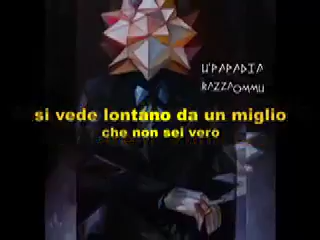 U'PAPADIA
RAZZAOMMU
si vede lontano da un miglio
che non sei vero